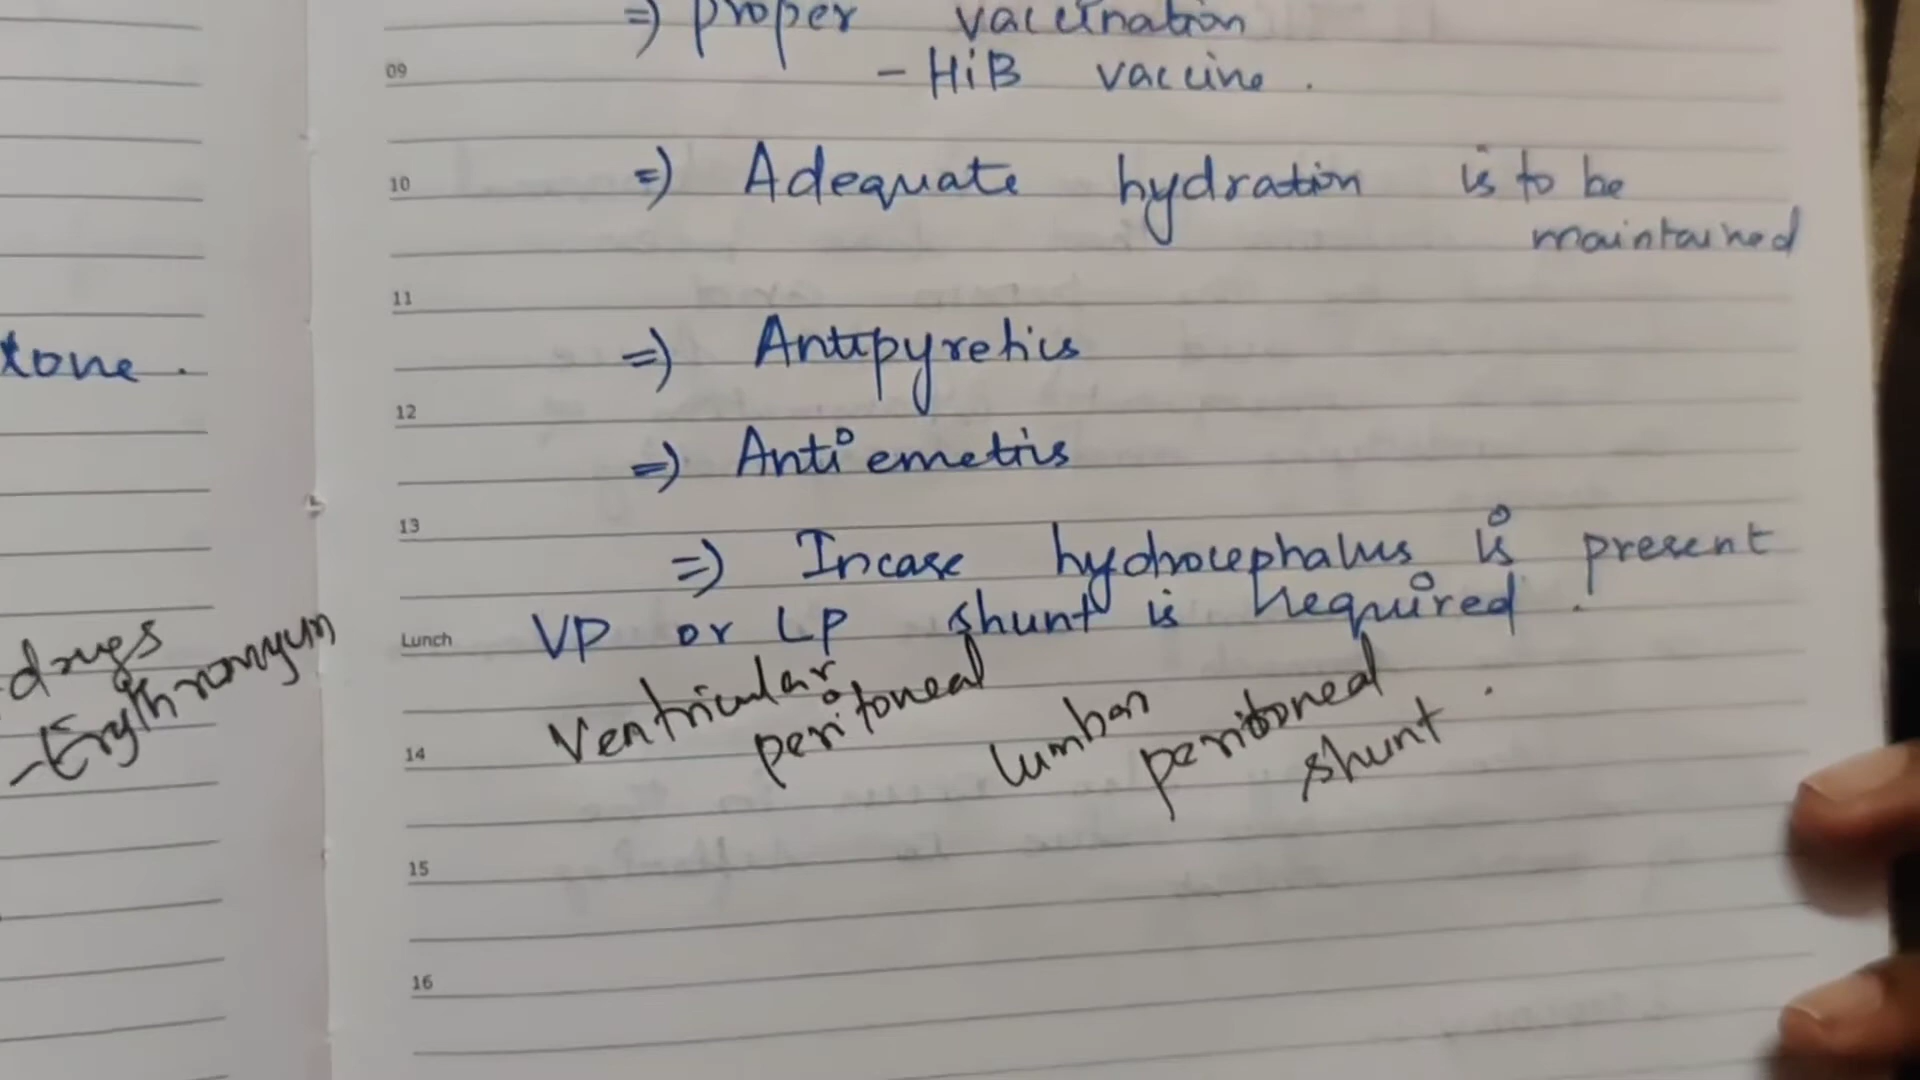 tone .
drugs
- Erythromycin
=) proper vaccination
09
- HiB vaccine .
10
=) Adequate hydration is to be
maintained
11
=) Antipyretics
12
=) Anti emetics
13
=) Incase hydrocephalus is present
Lunch
VP or LP shunt is required .
Ventricular
peritoneal
lumbar
peritoneal
shunt .
14
15
16